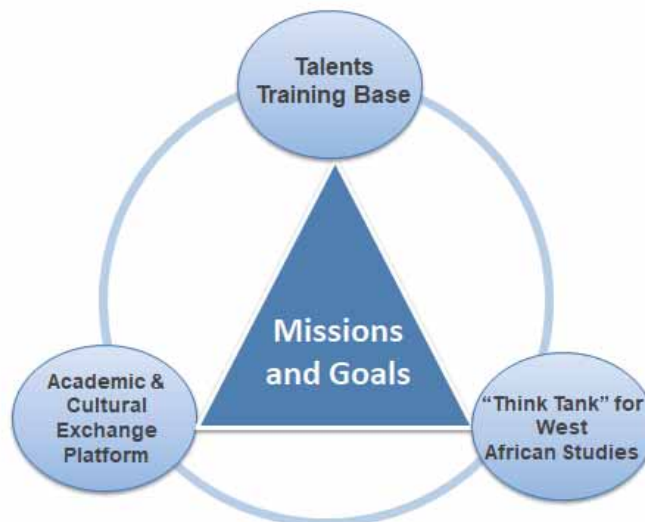 Talents
Training Base
Missions
and Goals
Academic &
Cultural
Exchange
Platform
“Think Tank” for
West
African Studies